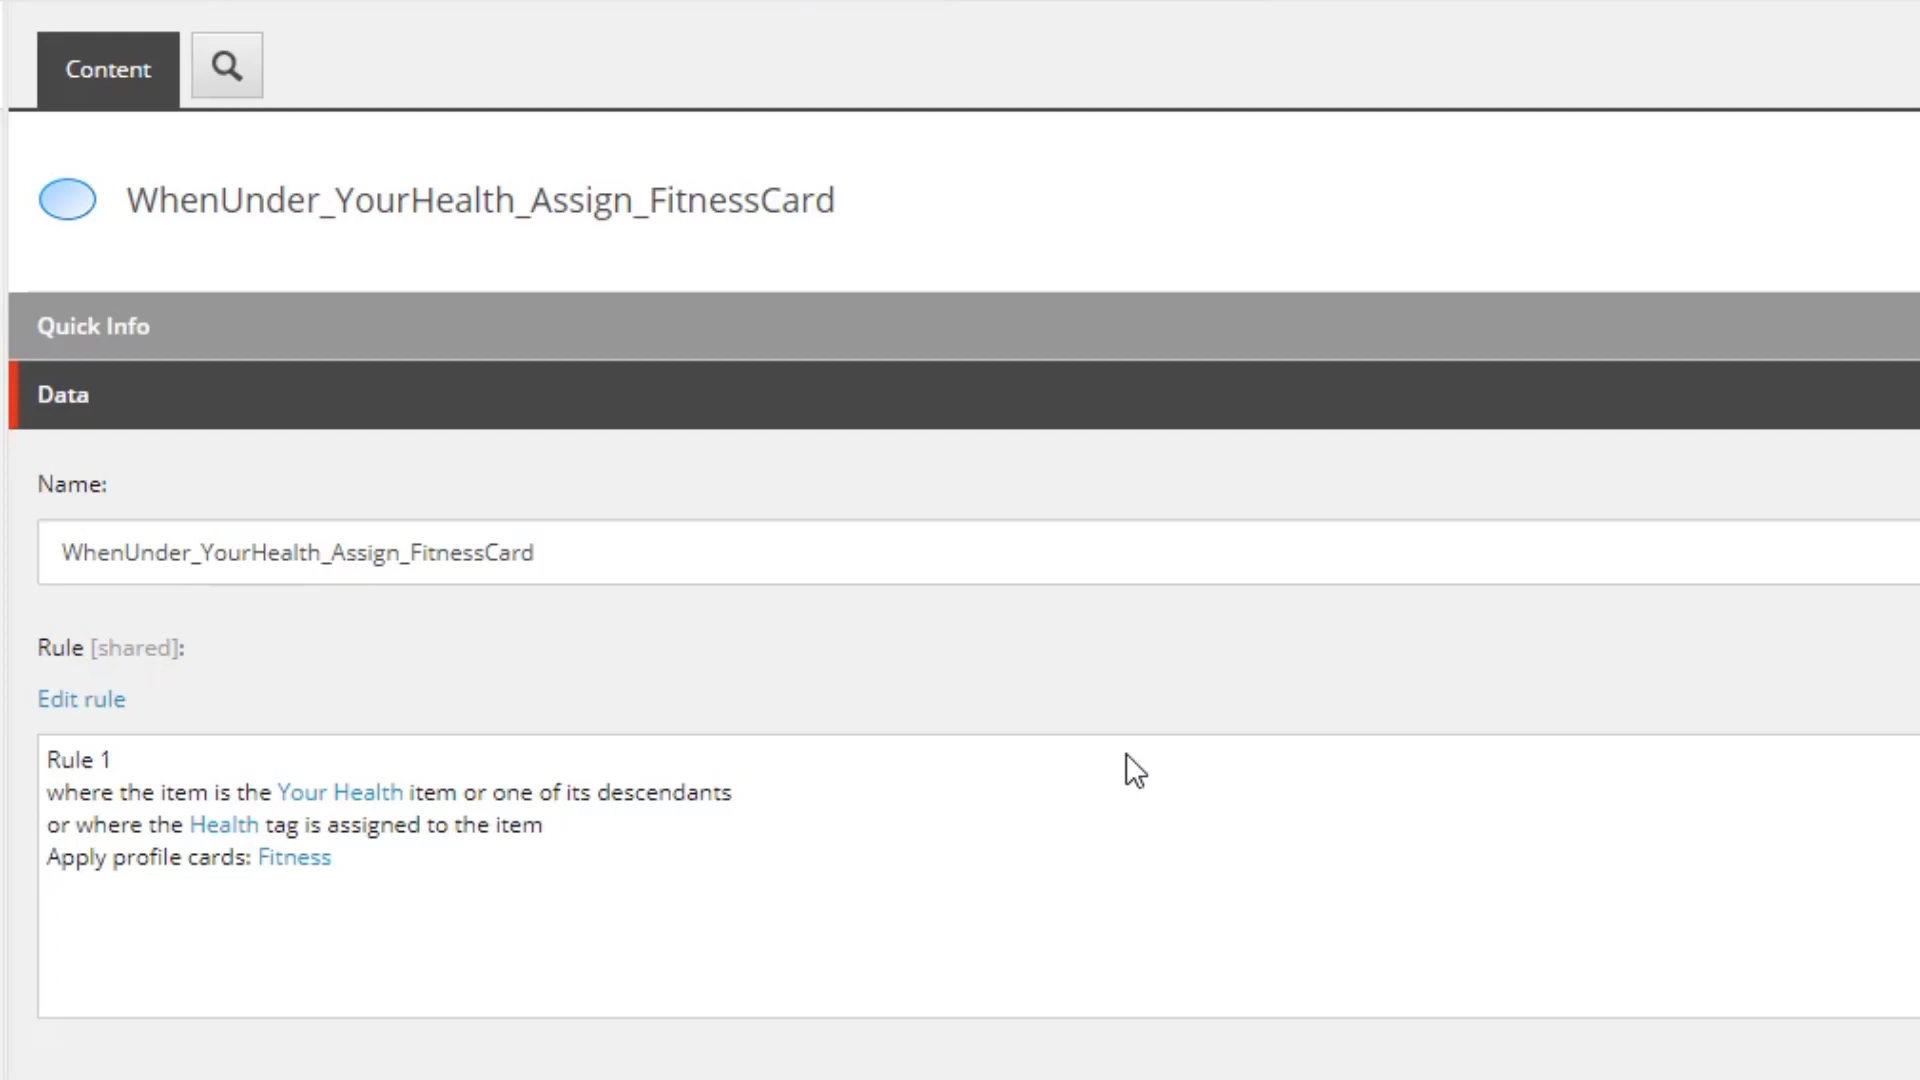 Content
WhenUnder_YourHealth_Assign_FitnessCard
Quick Info
Data
Name:
WhenUnder_YourHealth_Assign_FitnessCard
Rule [shared]:
Edit rule
Rule 1
where the item is the Your Health item or one of its descendants
or where the Health tag is assigned to the item
Apply profile cards: Fitness